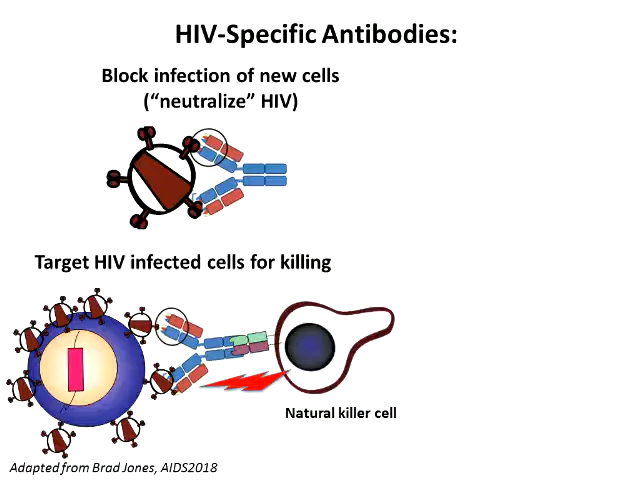 HIV-Specific Antibodies:
Block infection of new cells
(“neutralize” HIV)
Target HIV infected cells for killing
Natural killer cell
Adapted from Brad Jones, AIDS2018